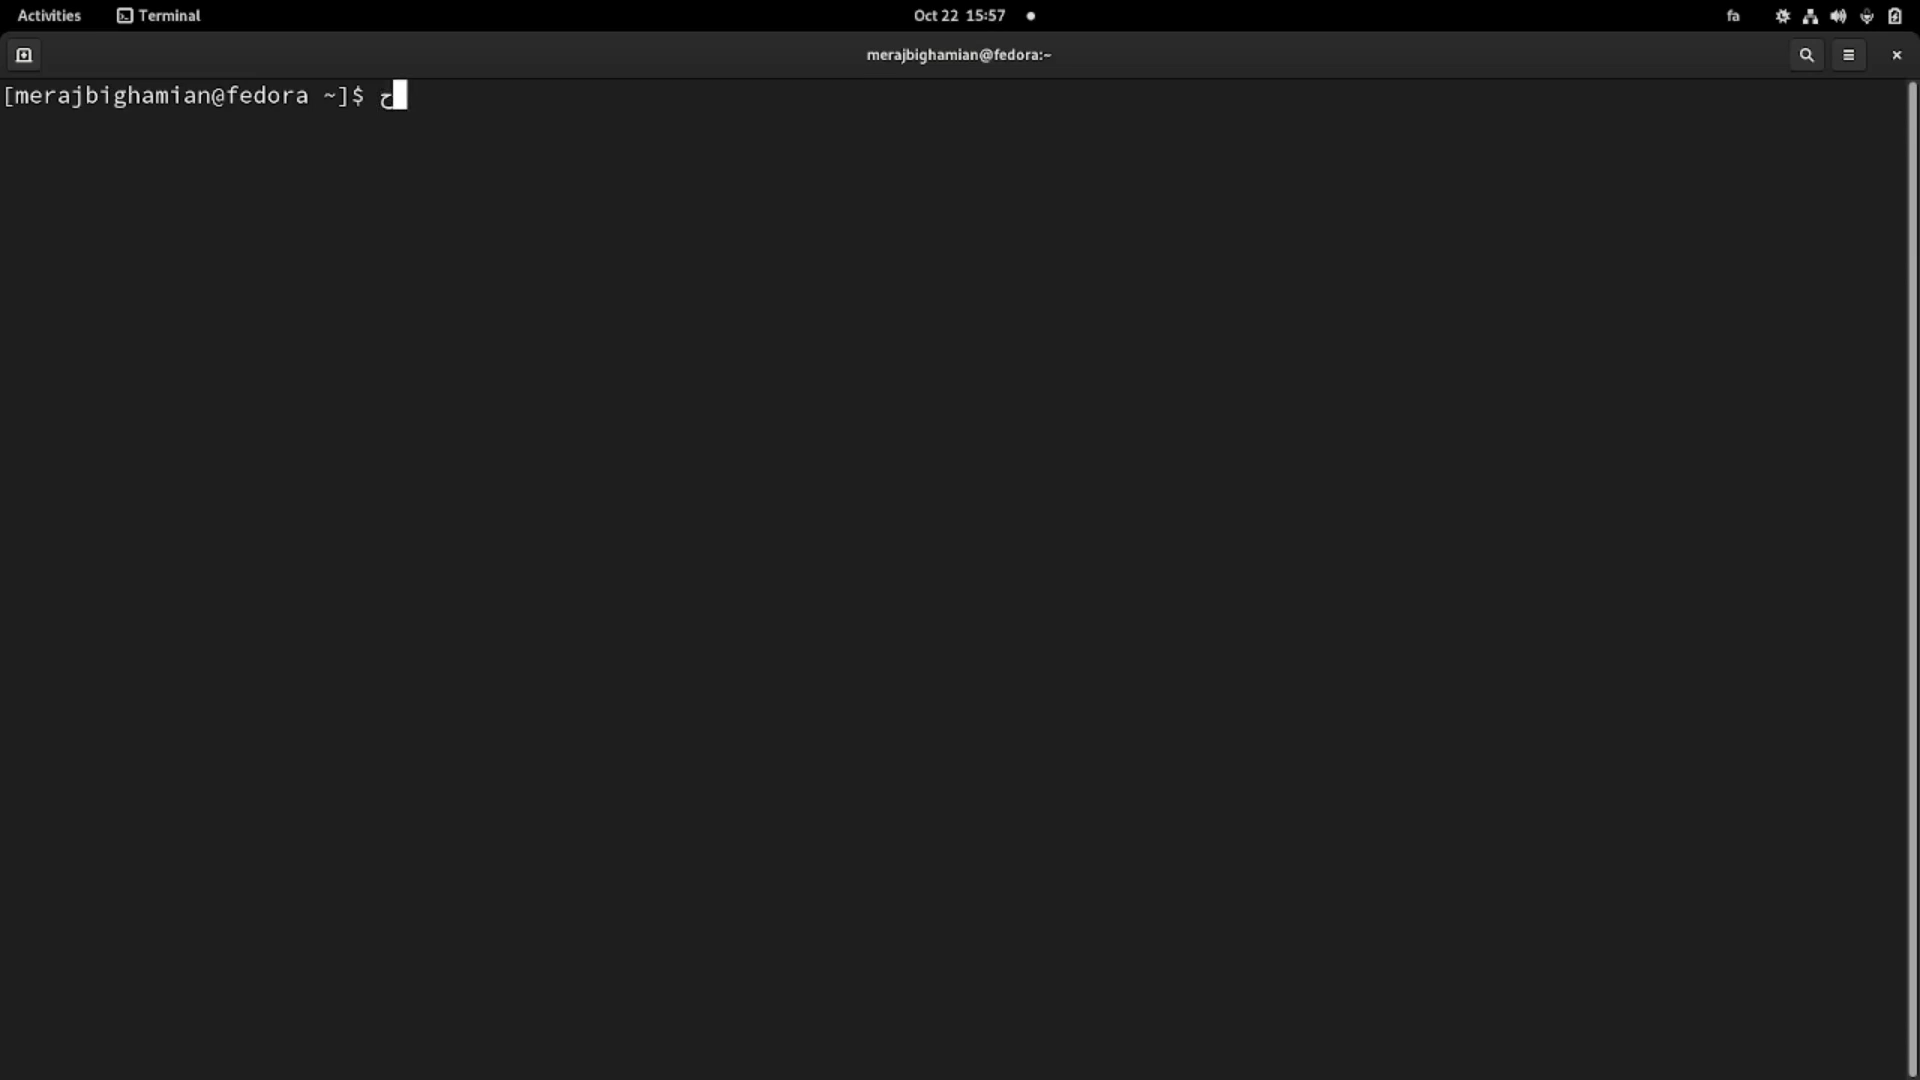 Activities
Terminal
Oct 22 15:57
fa
merajbighamian@fedora:~
[merajbighamian@fedora ~]$ ح